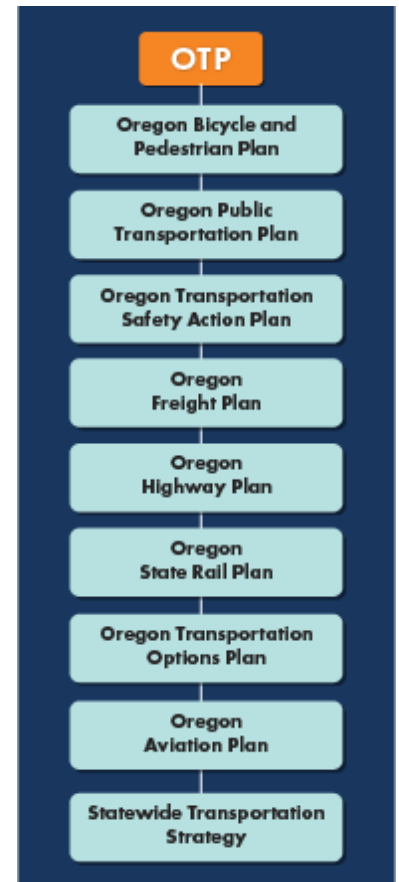 OTP
Oregon Bicycle and
Pedestrian Plan
Oregon Public
Transportation Plan
Oregon Transportation
Safety Action Plan
Oregon
Freight Plan
Oregon
Highway Plan
Oregon
State Rail Plan
Oregon Transportation
Options Plan
Oregon
Aviation Plan
Statewide Transportation
Strategy